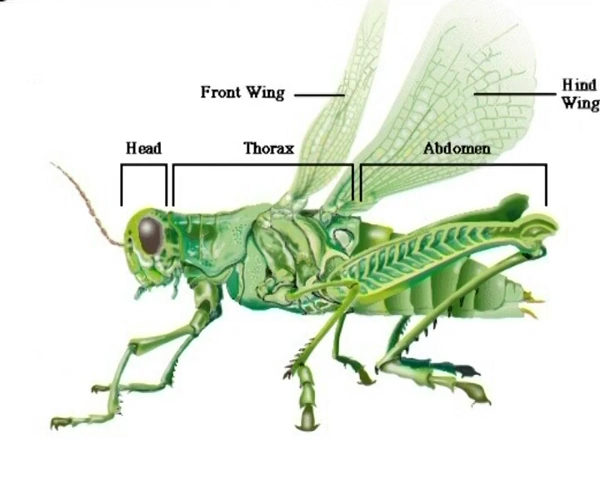 Front Wing
Hind
Wing
Head
Thorax
Abdomen